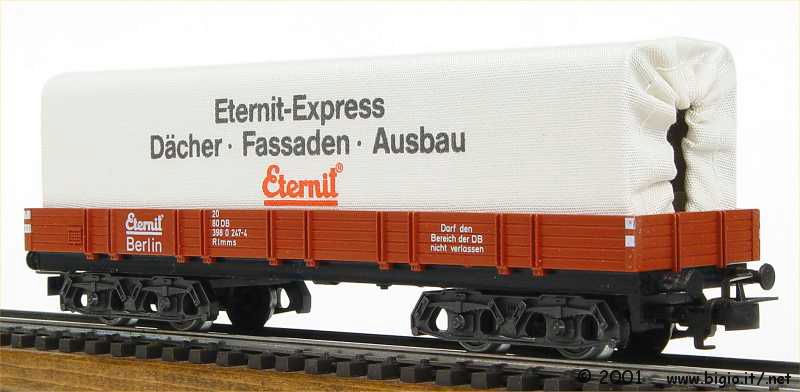 Eternit-Express
Dächer · Fassaden · Ausbau
Eternit®
Eternit
Berlin
20
80 DB
398 0 247-4
Rlmms
Darf den
Bereich der DB
nicht verlassen
© 2001 - www.bigio.it/.net